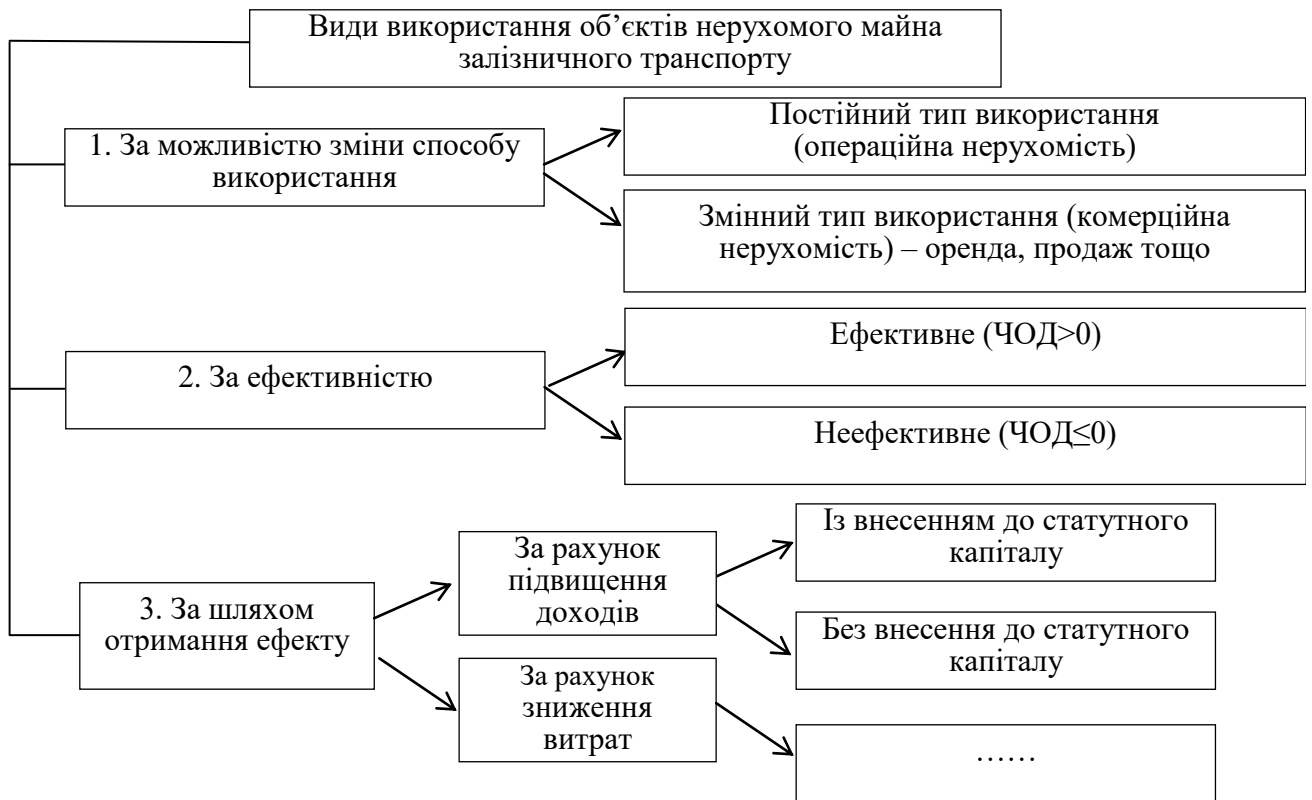 Види використання об’єктів нерухомого майна
залізничного транспорту
1. За можливістю зміни способу
використання
Постійний тип використання
(операційна нерухомість)
Змінний тип використання (комерційна
нерухомість) – оренда, продаж тощо
2. За ефективністю
Ефективне (ЧОД>0)
Неефективне (ЧОД≤0)
3. За шляхом
отримання ефекту
За рахунок
підвищення
доходів
Із внесенням до статутного
капіталу
Без внесення до статутного
капіталу
За рахунок
зниження
витрат
……